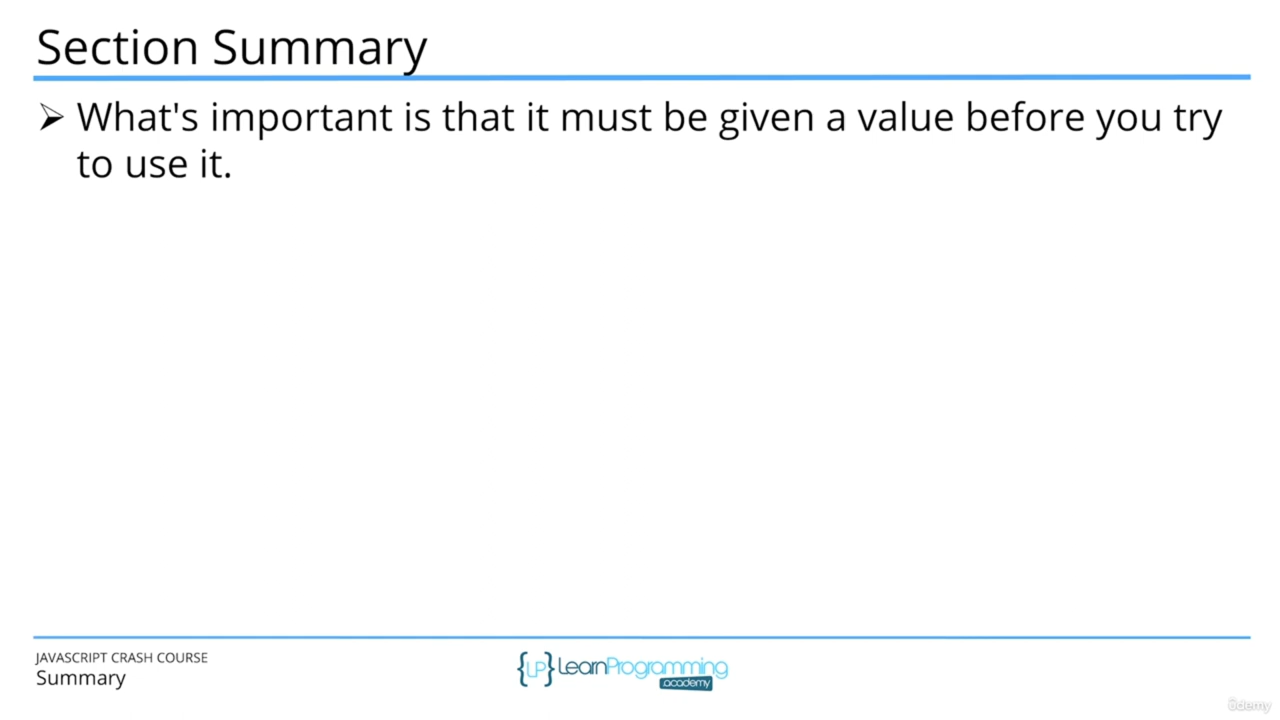 Section Summary
➢ What's important is that it must be given a value before you try
to use it.
JAVASCRIPT CRASH COURSE
Summary
{LP} LearnProgramming
academy
ûdemy